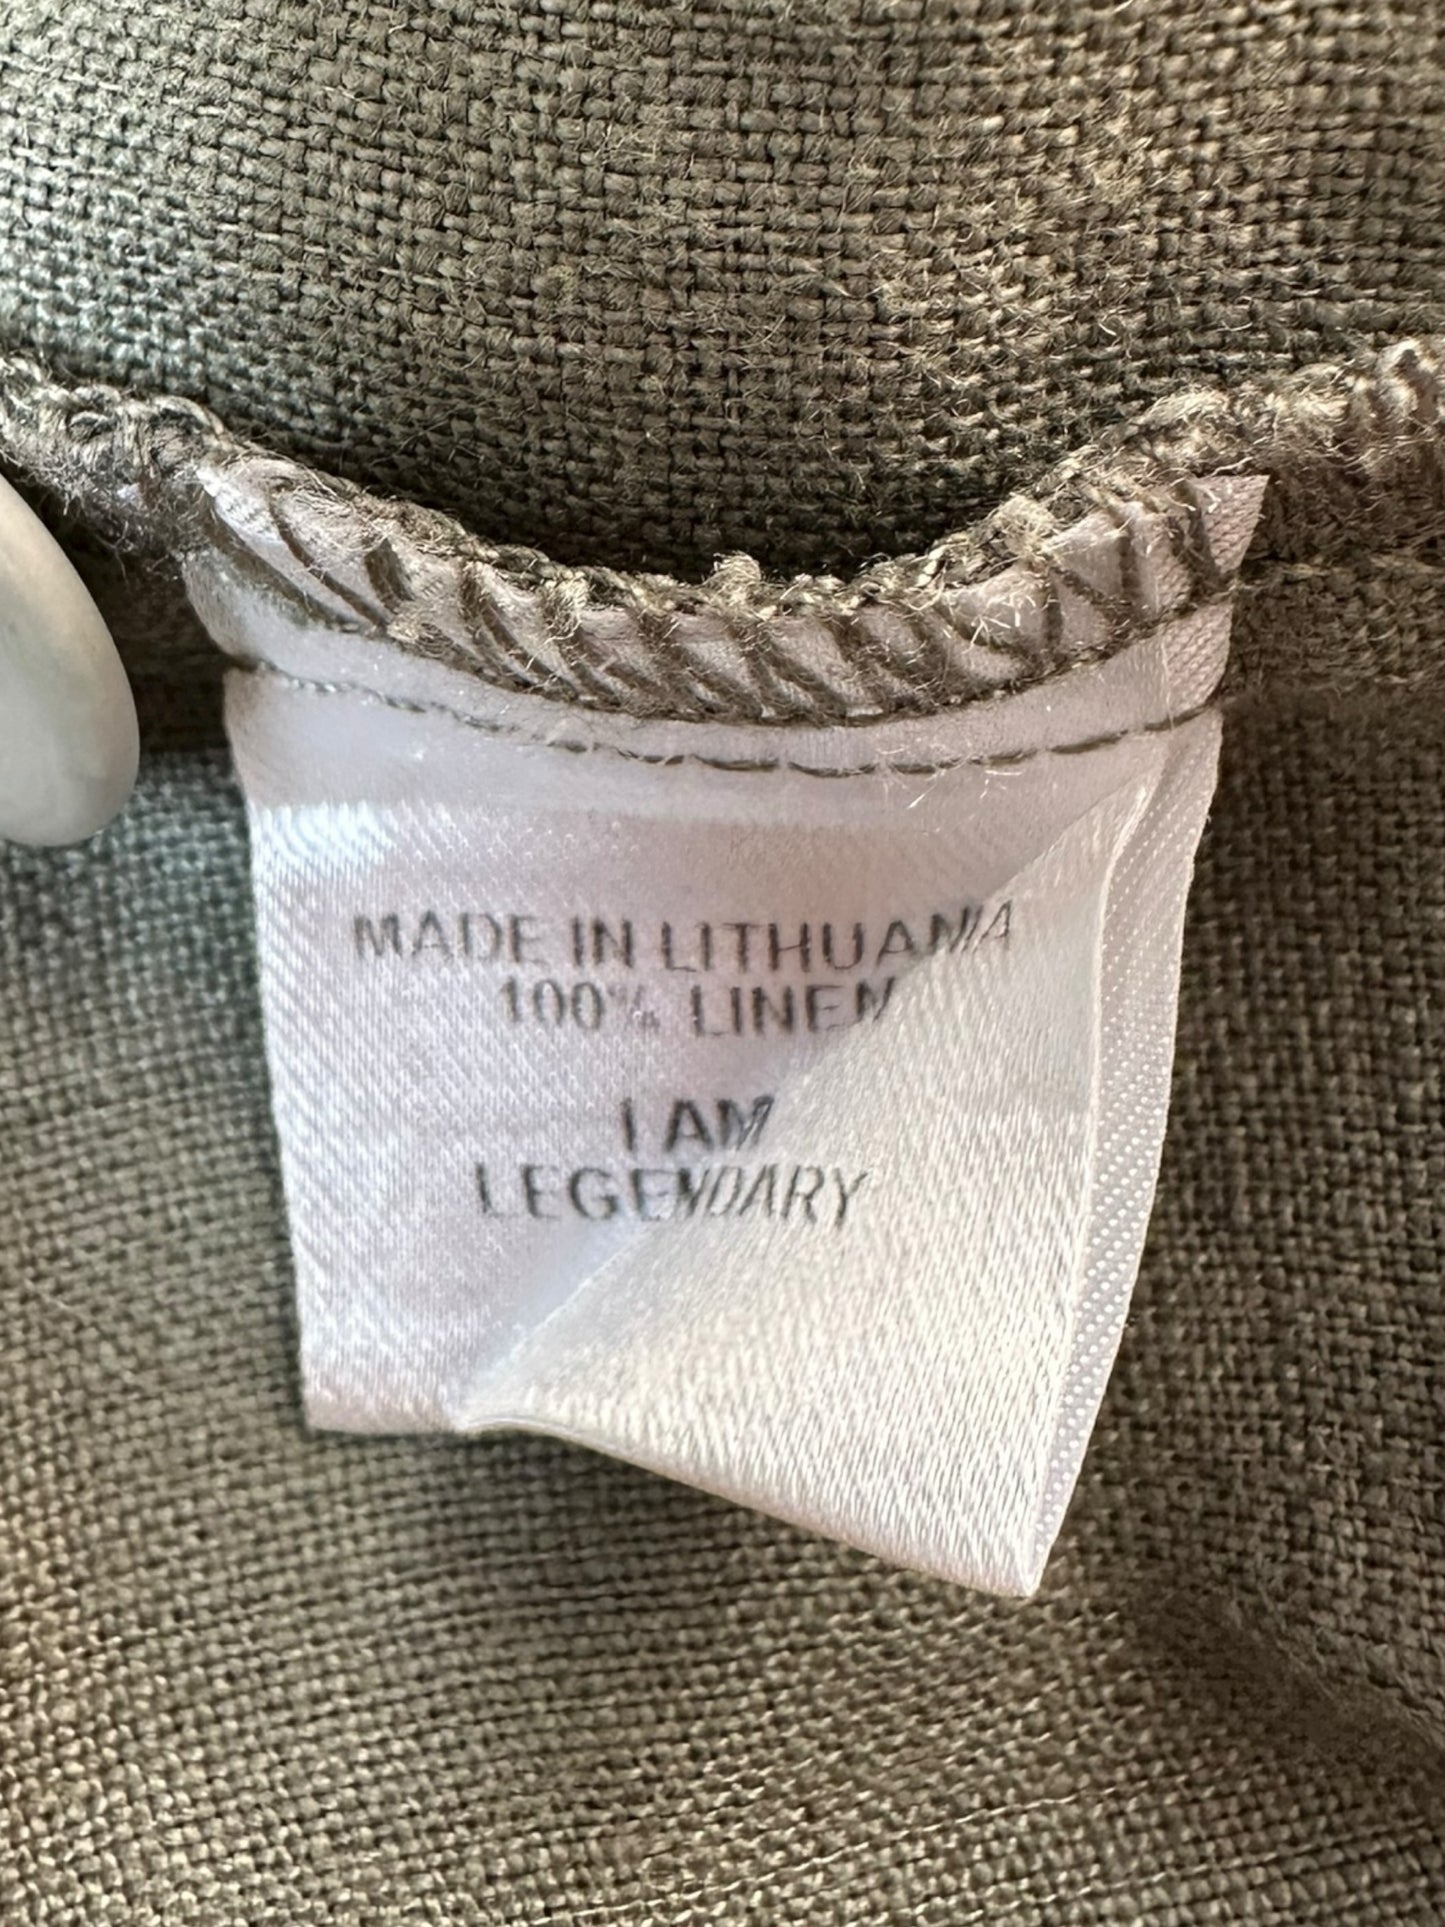 MADE IN LITHUANIA
100% LINEN
I AM
LEGENDARY